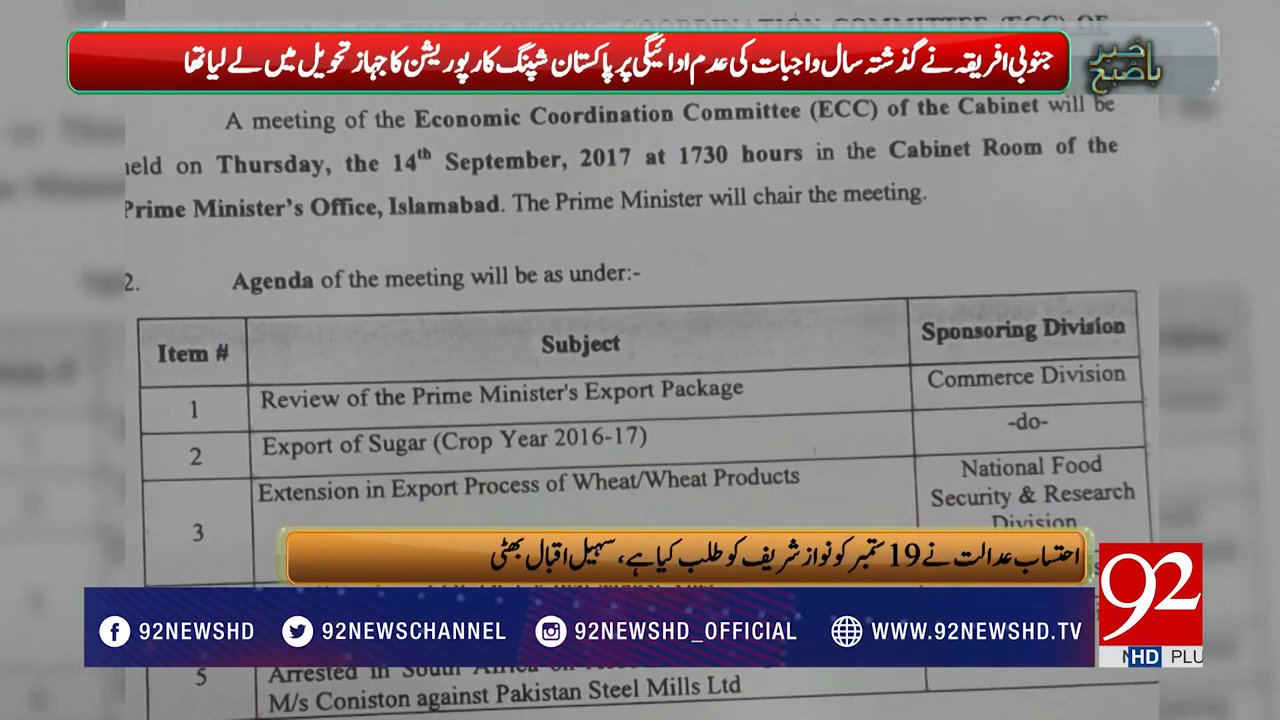 جنوبی افریقہ نے گذشتہ سال واجبات کی عدم ادائیگی پر پاکستان شپنگ کارپوریشن کا جہاز تحویل میں لے لیا تھا
باخبر صبح
A meeting of the Economic Coordination Committee (ECC) of the Cabinet will be
held on Thursday, the 14th September, 2017 at 1730 hours in the Cabinet Room of the
Prime Minister's Office, Islamabad. The Prime Minister will chair the meeting.
2. Agenda of the meeting will be as under:-
Item # Subject Sponsoring Division
1 Review of the Prime Minister's Export Package Commerce Division
2 Export of Sugar (Crop Year 2016-17) -do-
3 Extension in Export Process of Wheat/Wheat Products National Food
Security & Research
Division
احتساب عدالت نے 19 ستمبر کو نواز شریف کو طلب کیا ہے، سہیل اقبال بھٹی
92NEWSHD 92NEWSCHANNEL 92NEWSHD_OFFICIAL WWW.92NEWSHD.TV
92
HD PLU
5 Arrested in South Africa on
M/s Coniston against Pakistan Steel Mills Ltd